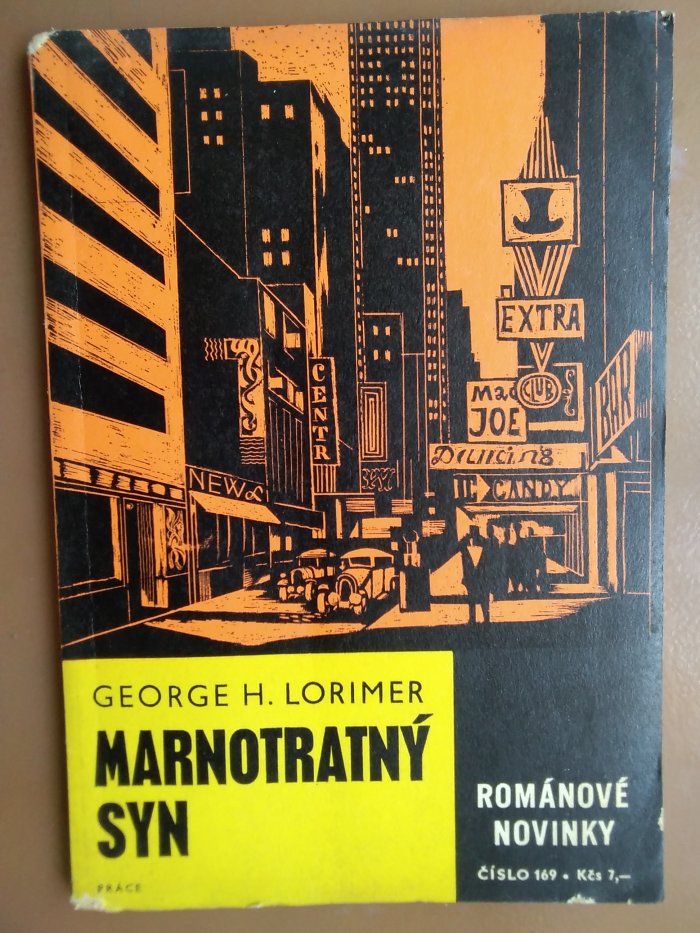 EXTRA
CLUB
Mac
JOE
BAR
CENTR
Dancing
CANDY
NEWS
GEORGE H. LORIMER
MARNOTRATNÝ
SYN
PRÁCE
ROMÁNOVÉ
NOVINKY
ČÍSLO 169 • Kčs 7,—